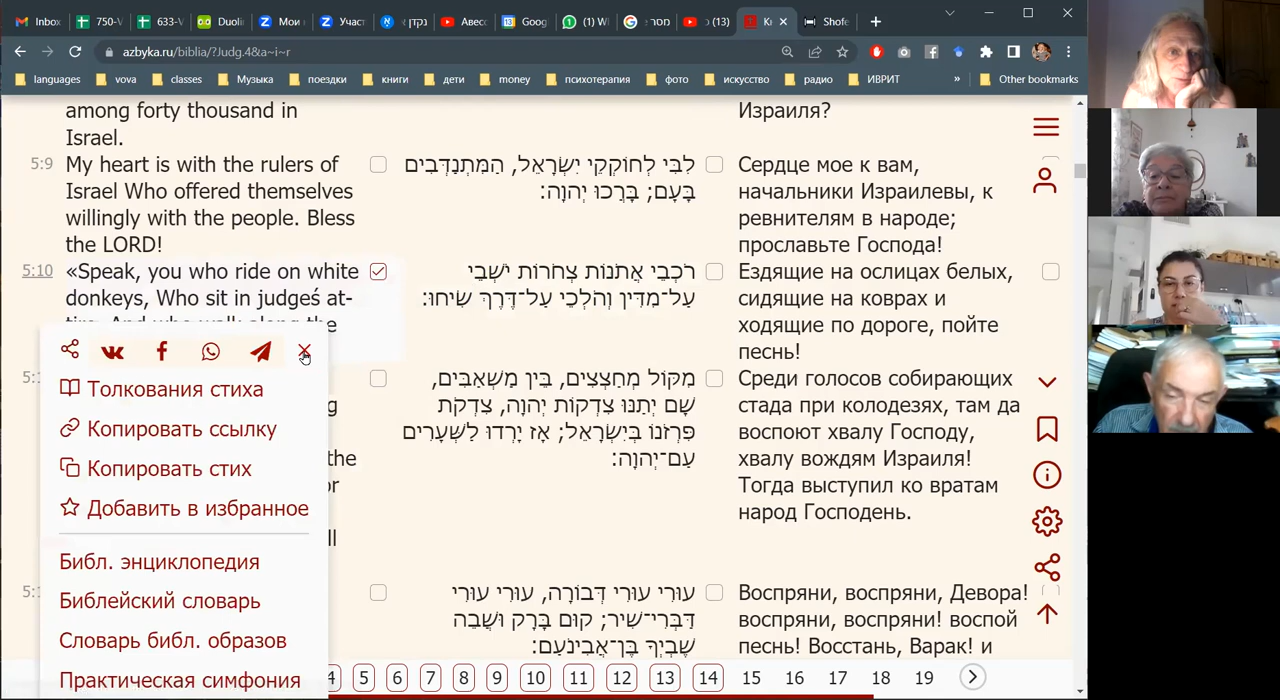 Inbox
750-V
633-V
Duolin
Мои
Участ
נקדן
Авесс
Goog
(1) W
מסר
(13)
Ki
Shofe
azbyka.ru/biblia/?Judg.4&a~i~r
languages
vova
classes
Музыка
поездки
книги
дети
money
психотерапия
фото
искусство
радио
ИВРИТ
»
Other bookmarks
among forty thousand in
Israel.
5:9
My heart is with the rulers of
Israel Who offered themselves
willingly with the people. Bless
the LORD!
5:10
«Speak, you who ride on white
donkeys, Who sit in judgeś at-
Толкования стиха
Копировать ссылку
Копировать стих
Добавить в избранное
Библ. энциклопедия
Библейский словарь
Словарь библ. образов
Практическая симфония
the
לִבִּי לְחוֹקְקֵי יִשְׂרָאֵל, הַמִּתְנַדְּבִים
בָּעָם; בָּרֲכוּ יְהוָה:
רֹכְבֵי אֲתֹנוֹת צְחֹרוֹת יֹשְׁבֵי
עַל־מִדִּין וְהֹלְכֵי עַל־דֶּרֶךְ שִׂיחוּ:
מִקּוֹל מְחַצְצִים, בֵּין מַשְׁאַבִּים,
שָׁם יְתַנּוּ צִדְקוֹת יְהוָה, צִדְקֹת
פִּרְזֹנוֹ בְּיִשְׂרָאֵל; אָז יָרְדוּ לַשְּׁעָרִים
עַם־יְהוָה:
עוּרִי עוּרִי דְּבוֹרָה, עוּרִי עוּרִי
דַּבְּרִי־שִׁיר; קוּם בָּרָק וּשֲׁבֵה
שֶׁבְיְךָ בֶּן־אֲבִינֹעַם:
Израиля?
Сердце мое к вам,
начальники Израилевы, к
ревнителям в народе;
прославьте Господа!
Ездящие на ослицах белых,
сидящие на коврах и
ходящие по дороге, пойте
песнь!
Среди голосов собирающих
стада при колодезях, там да
воспоют хвалу Господу,
хвалу вождям Израиля!
Тогда выступил ко вратам
народ Господень.
Воспряни, воспряни, Девора!
воспряни, воспряни! воспой
песнь! Восстань, Варак! и
4 5 6 7 8 9 10 11 12 13 14 15 16 17 18 19